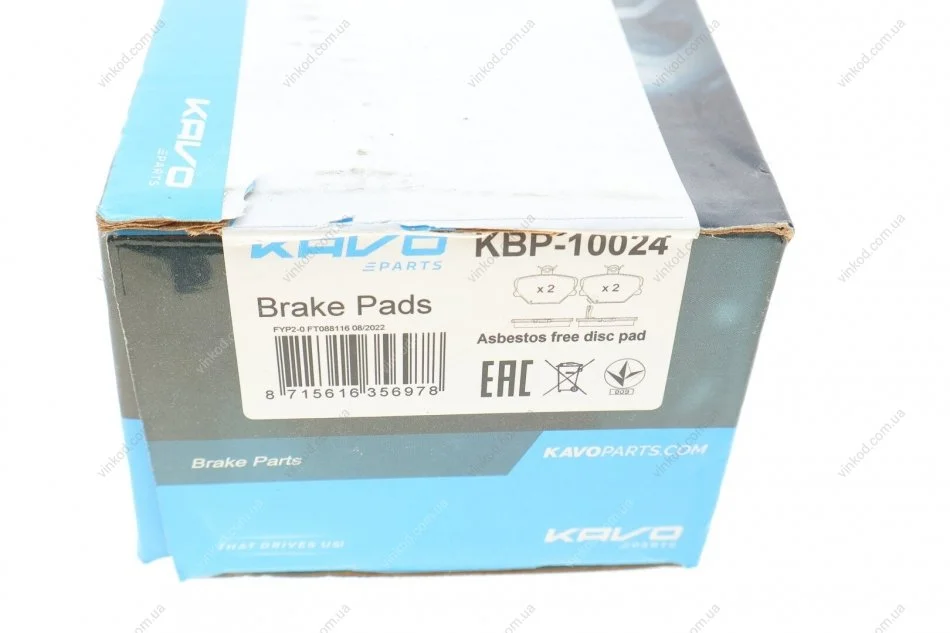 KAVO
PARTS
KAVO
PARTS
KBP-10024
x 2
x 2
Brake Pads
FYP2-0 FT088116 08/2022
Asbestos free disc pad
8 715616 356978
EAC
Brake Parts
KAVOPARTS.COM
THAT DRIVES US!
KAVO
PARTS
vinkod.com.ua